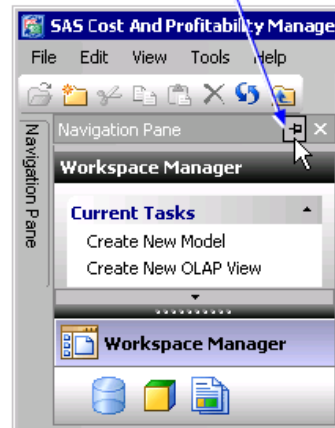 SAS Cost And Profitability Manage
File Edit View Tools Help
Navigation Pane
Navigation Pane
Workspace Manager
Current Tasks
Create New Model
Create New OLAP View
Workspace Manager